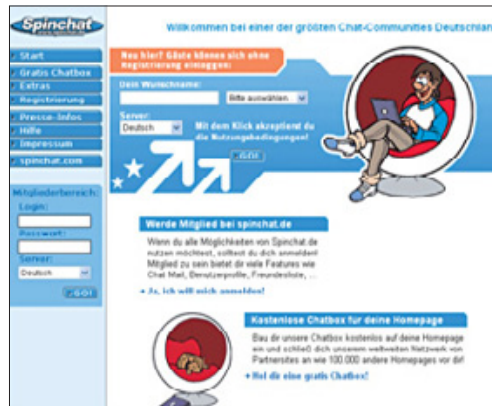 Spinchat
Willkommen bei einer der größten Chat-Communities Deutschlan
Start
Gratis Chatbox
Extras
Registrierung
Presse-Infos
Hilfe
Impressum
spinchat.com
Mitgliederbereich:
Login:
Passwort:
Server:
Deutsch
GO!
Neu hier? Gäste können sich ohne
Registrierung einloggen:
Dein Wunschname:
Bitte auswählen
Server:
Deutsch
Mit dem Klick akzeptierst du
die Nutzungsbedingungen!
GO!
Werde Mitglied bei spinchat.de
Wenn du alle Möglichkeiten von Spinchat.de
nutzen möchtest, solltest du dich anmelden!
Mitglied zu sein bietet dir viele Features wie
Chat Mail, Benutzerprofile, Freundesliste, ...
Ja, ich will mich anmelden!
Kostenlose Chatbox für deine Homepage
Bau dir unsere Chatbox kostenlos auf deine Homepage
ein und schließ dich unserem weltweiten Netzwerk von
Partnersites an wie 100.000 andere Homepages vor dir!
Hol dir eine gratis Chatbox!